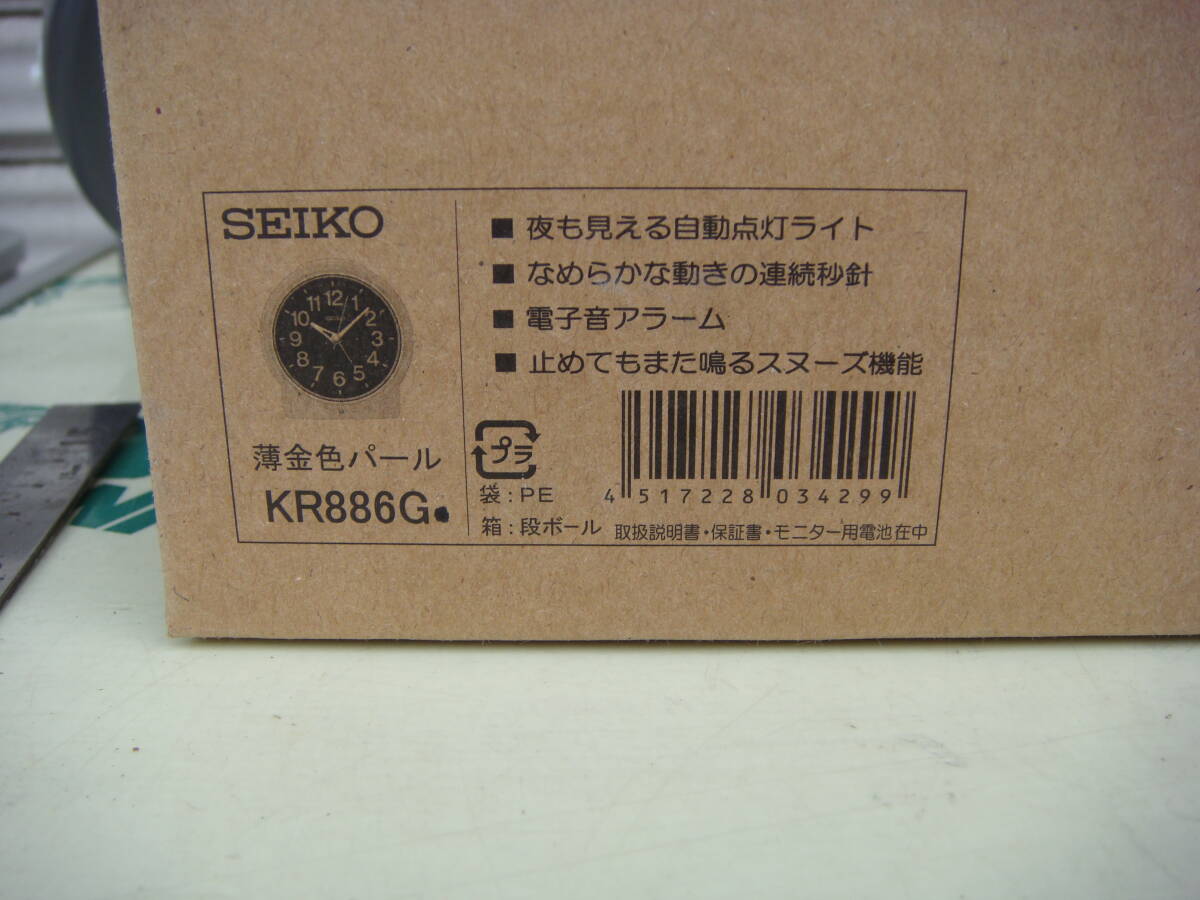 SEIKO
12
11
1
10
2
9
3
8
4
7
5
6
薄金色パール
KR886G
■ 夜も見える自動点灯ライト
■ なめらかな動きの連続秒針
■ 電子音アラーム
■ 止めてもまた鳴るスヌーズ機能
プラ
袋:PE
箱:段ボール
4 517228 034299
取扱説明書・保証書・モニター用電池在中